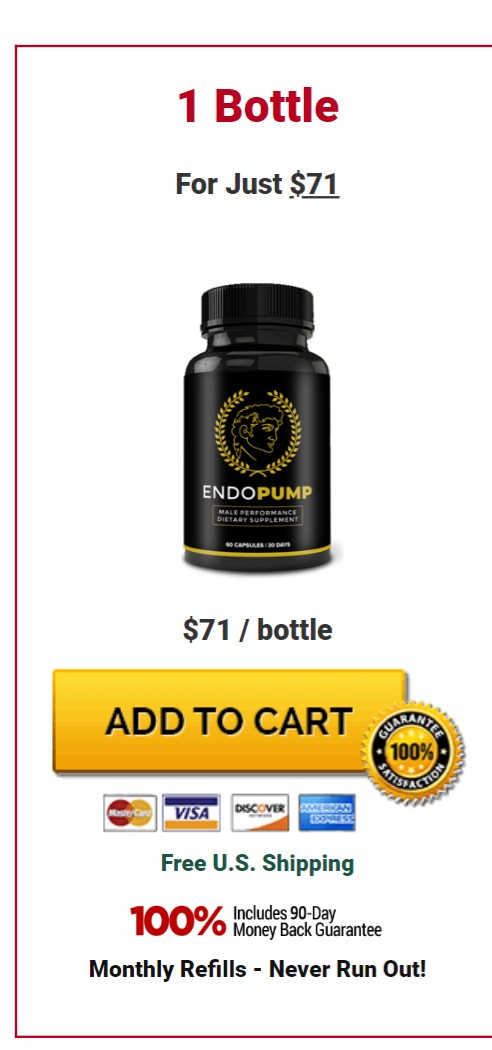 1 Bottle
For Just $71
ENDOPUMP
MALE PERFORMANCE
DIETARY SUPPLEMENT
60 CAPSULES | 30 DAYS
$71 / bottle
ADD TO CART
GUARANTEE
100%
SATISFACTION
MasterCard
VISA
DISCOVER
NETWORK
AMERICAN
EXPRESS
Free U.S. Shipping
100% Includes 90-Day
Money Back Guarantee
Monthly Refills - Never Run Out!